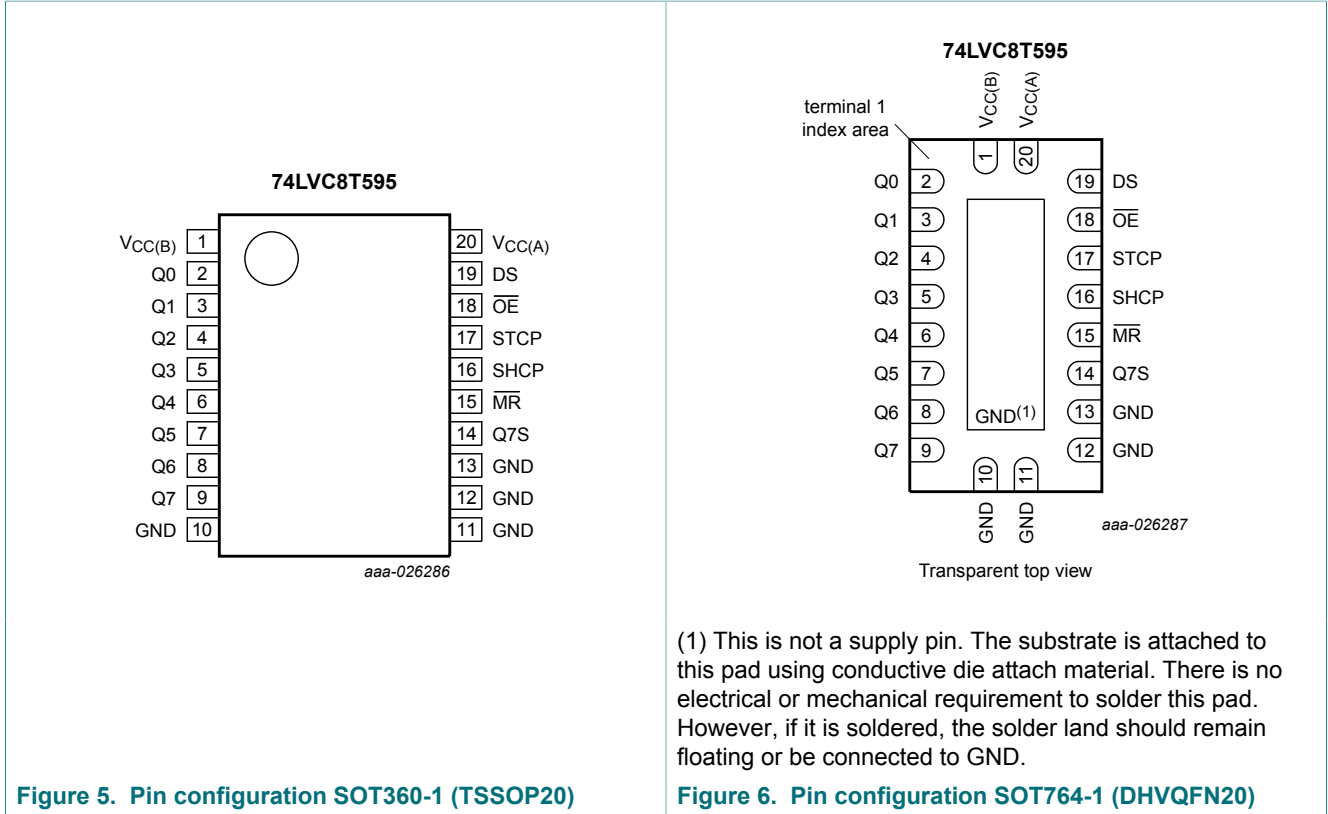 74LVC8T595
VCC(B) 1
Q0 2
Q1 3
Q2 4
Q3 5
Q4 6
Q5 7
Q6 8
Q7 9
GND 10
20 VCC(A)
19 DS
18 O̅E̅
17 STCP
16 SHCP
15 M̅R̅
14 Q7S
13 GND
12 GND
11 GND
aaa-026286
Figure 5. Pin configuration SOT360-1 (TSSOP20)
74LVC8T595
terminal 1
index area
VCC(B)
VCC(A)
1
20
Q0 2
Q1 3
Q2 4
Q3 5
Q4 6
Q5 7
Q6 8
Q7 9
19 DS
18 O̅E̅
17 STCP
16 SHCP
15 M̅R̅
14 Q7S
13 GND
12 GND
GND(1)
10
11
GND
GND
aaa-026287
Transparent top view
(1) This is not a supply pin. The substrate is attached to
this pad using conductive die attach material. There is no
electrical or mechanical requirement to solder this pad.
However, if it is soldered, the solder land should remain
floating or be connected to GND.
Figure 6. Pin configuration SOT764-1 (DHVQFN20)